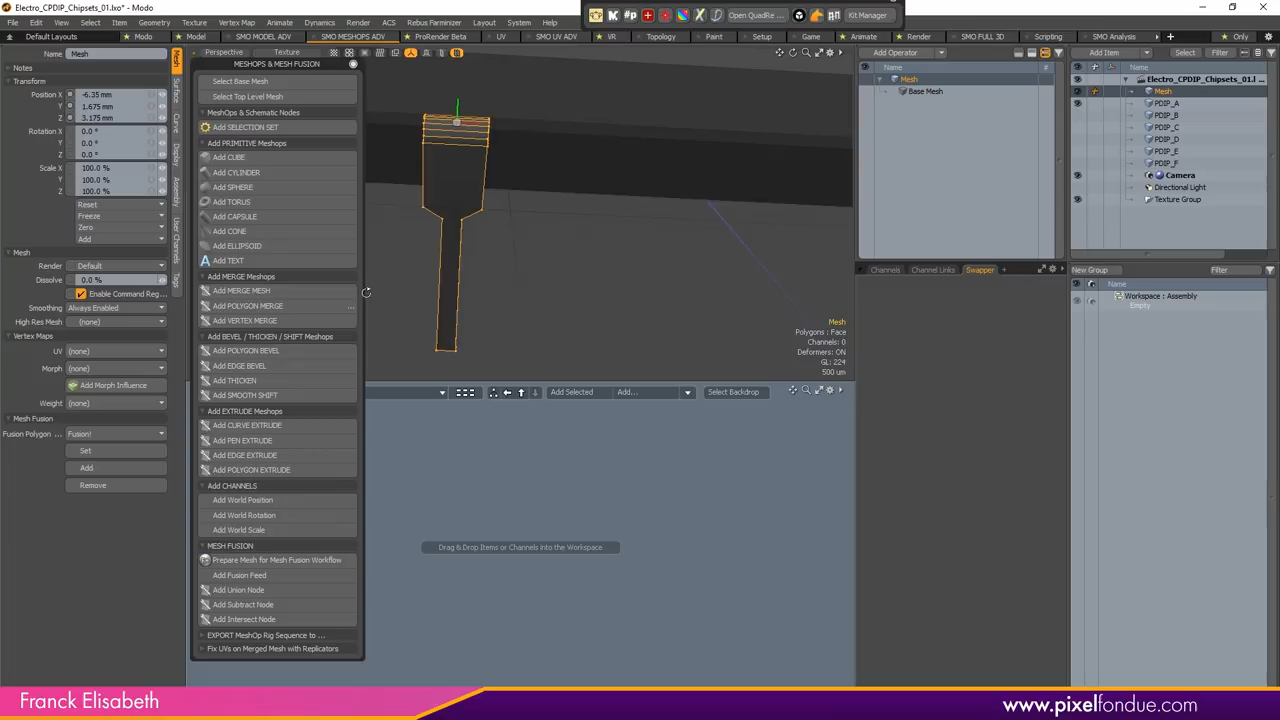 Electro_CPDIP_Chipsets_01.lxo* - Modo
File Edit View Select Item Geometry Texture Vertex Map Animate Dynamics Render ACS Rebus Farminizer Layout System Help
Open QuadRe ... Kit Manager
Default Layouts Modo Model SMO MODEL ADV SMO MESHOPS ADV ProRender Beta UV SMO UV ADV VR Topology Paint Setup Game Animate Render SMO FULL 3D Scripting SMO Analysis + Only
Name Mesh
Notes
Transform
Position X -6.35 mm
Y 1.675 mm
Z 3.175 mm
Rotation X 0.0 °
Y 0.0 °
Z 0.0 °
Scale X 100.0 %
Y 100.0 %
Z 100.0 %
Reset
Freeze
Zero
Add
Mesh
Render Default
Dissolve 0.0 %
Enable Command Reg...
Smoothing Always Enabled
High Res Mesh (none)
Vertex Maps
UV (none)
Morph (none)
Add Morph Influence
Weight (none)
Mesh Fusion
Fusion Polygon ... Fusion!
Set
Add
Remove
Mesh
Surface
Curve
Display
Assembly
User Channels
Tags
Perspective Texture
MESHOPS & MESH FUSION
Select Base Mesh
Select Top Level Mesh
MeshOps & Schematic Nodes
Add SELECTION SET
Add PRIMITIVE Meshops
Add CUBE
Add CYLINDER
Add SPHERE
Add TORUS
Add CAPSULE
Add CONE
Add ELLIPSOID
Add TEXT
Add MERGE Meshops
Add MERGE MESH
Add POLYGON MERGE ...
Add VERTEX MERGE
Add BEVEL / THICKEN / SHIFT Meshops
Add POLYGON BEVEL
Add EDGE BEVEL
Add THICKEN
Add SMOOTH SHIFT
Add EXTRUDE Meshops
Add CURVE EXTRUDE
Add PEN EXTRUDE
Add EDGE EXTRUDE
Add POLYGON EXTRUDE
Add CHANNELS
Add World Position
Add World Rotation
Add World Scale
MESH FUSION
Prepare Mesh for Mesh Fusion Workflow
Add Fusion Feed
Add Union Node
Add Subtract Node
Add Intersect Node
EXPORT MeshOp Rig Sequence to ...
Fix UVs on Merged Mesh with Replicators
Mesh
Polygons : Face
Channels: 0
Deformers: ON
GL: 224
500 um
Add Selected Add... Select Backdrop
Drag & Drop Items or Channels into the Workspace
Add Operator
Name
Mesh
Base Mesh
Channels Channel Links Swapper +
Add Item Select Filter
Name
Electro_CPDIP_Chipsets_01.l ...
Mesh
PDIP_A
PDIP_B
PDIP_C
PDIP_D
PDIP_E
PDIP_F
Camera
Directional Light
Texture Group
New Group Filter
Name
Workspace : Assembly
Empty
Franck Elisabeth
www.pixelfondue.com